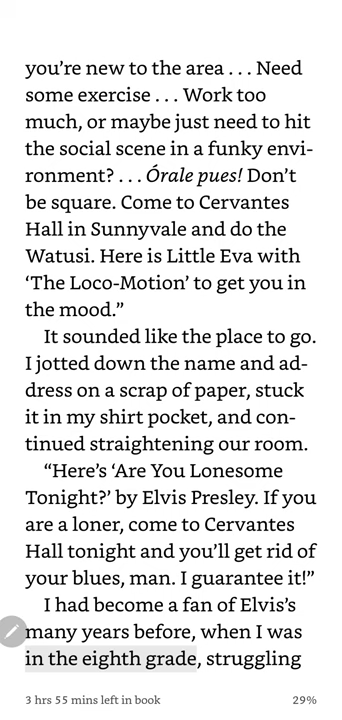 you’re new to the area . . . Need
some exercise . . . Work too
much, or maybe just need to hit
the social scene in a funky envi-
ronment? . . . Órale pues! Don’t
be square. Come to Cervantes
Hall in Sunnyvale and do the
Watusi. Here is Little Eva with
‘The Loco-Motion’ to get you in
the mood.”
It sounded like the place to go.
I jotted down the name and ad-
dress on a scrap of paper, stuck
it in my shirt pocket, and con-
tinued straightening our room.
“Here’s ‘Are You Lonesome
Tonight?’ by Elvis Presley. If you
are a loner, come to Cervantes
Hall tonight and you’ll get rid of
your blues, man. I guarantee it!”
I had become a fan of Elvis’s
many years before, when I was
in the eighth grade, struggling
3 hrs 55 mins left in book 29%